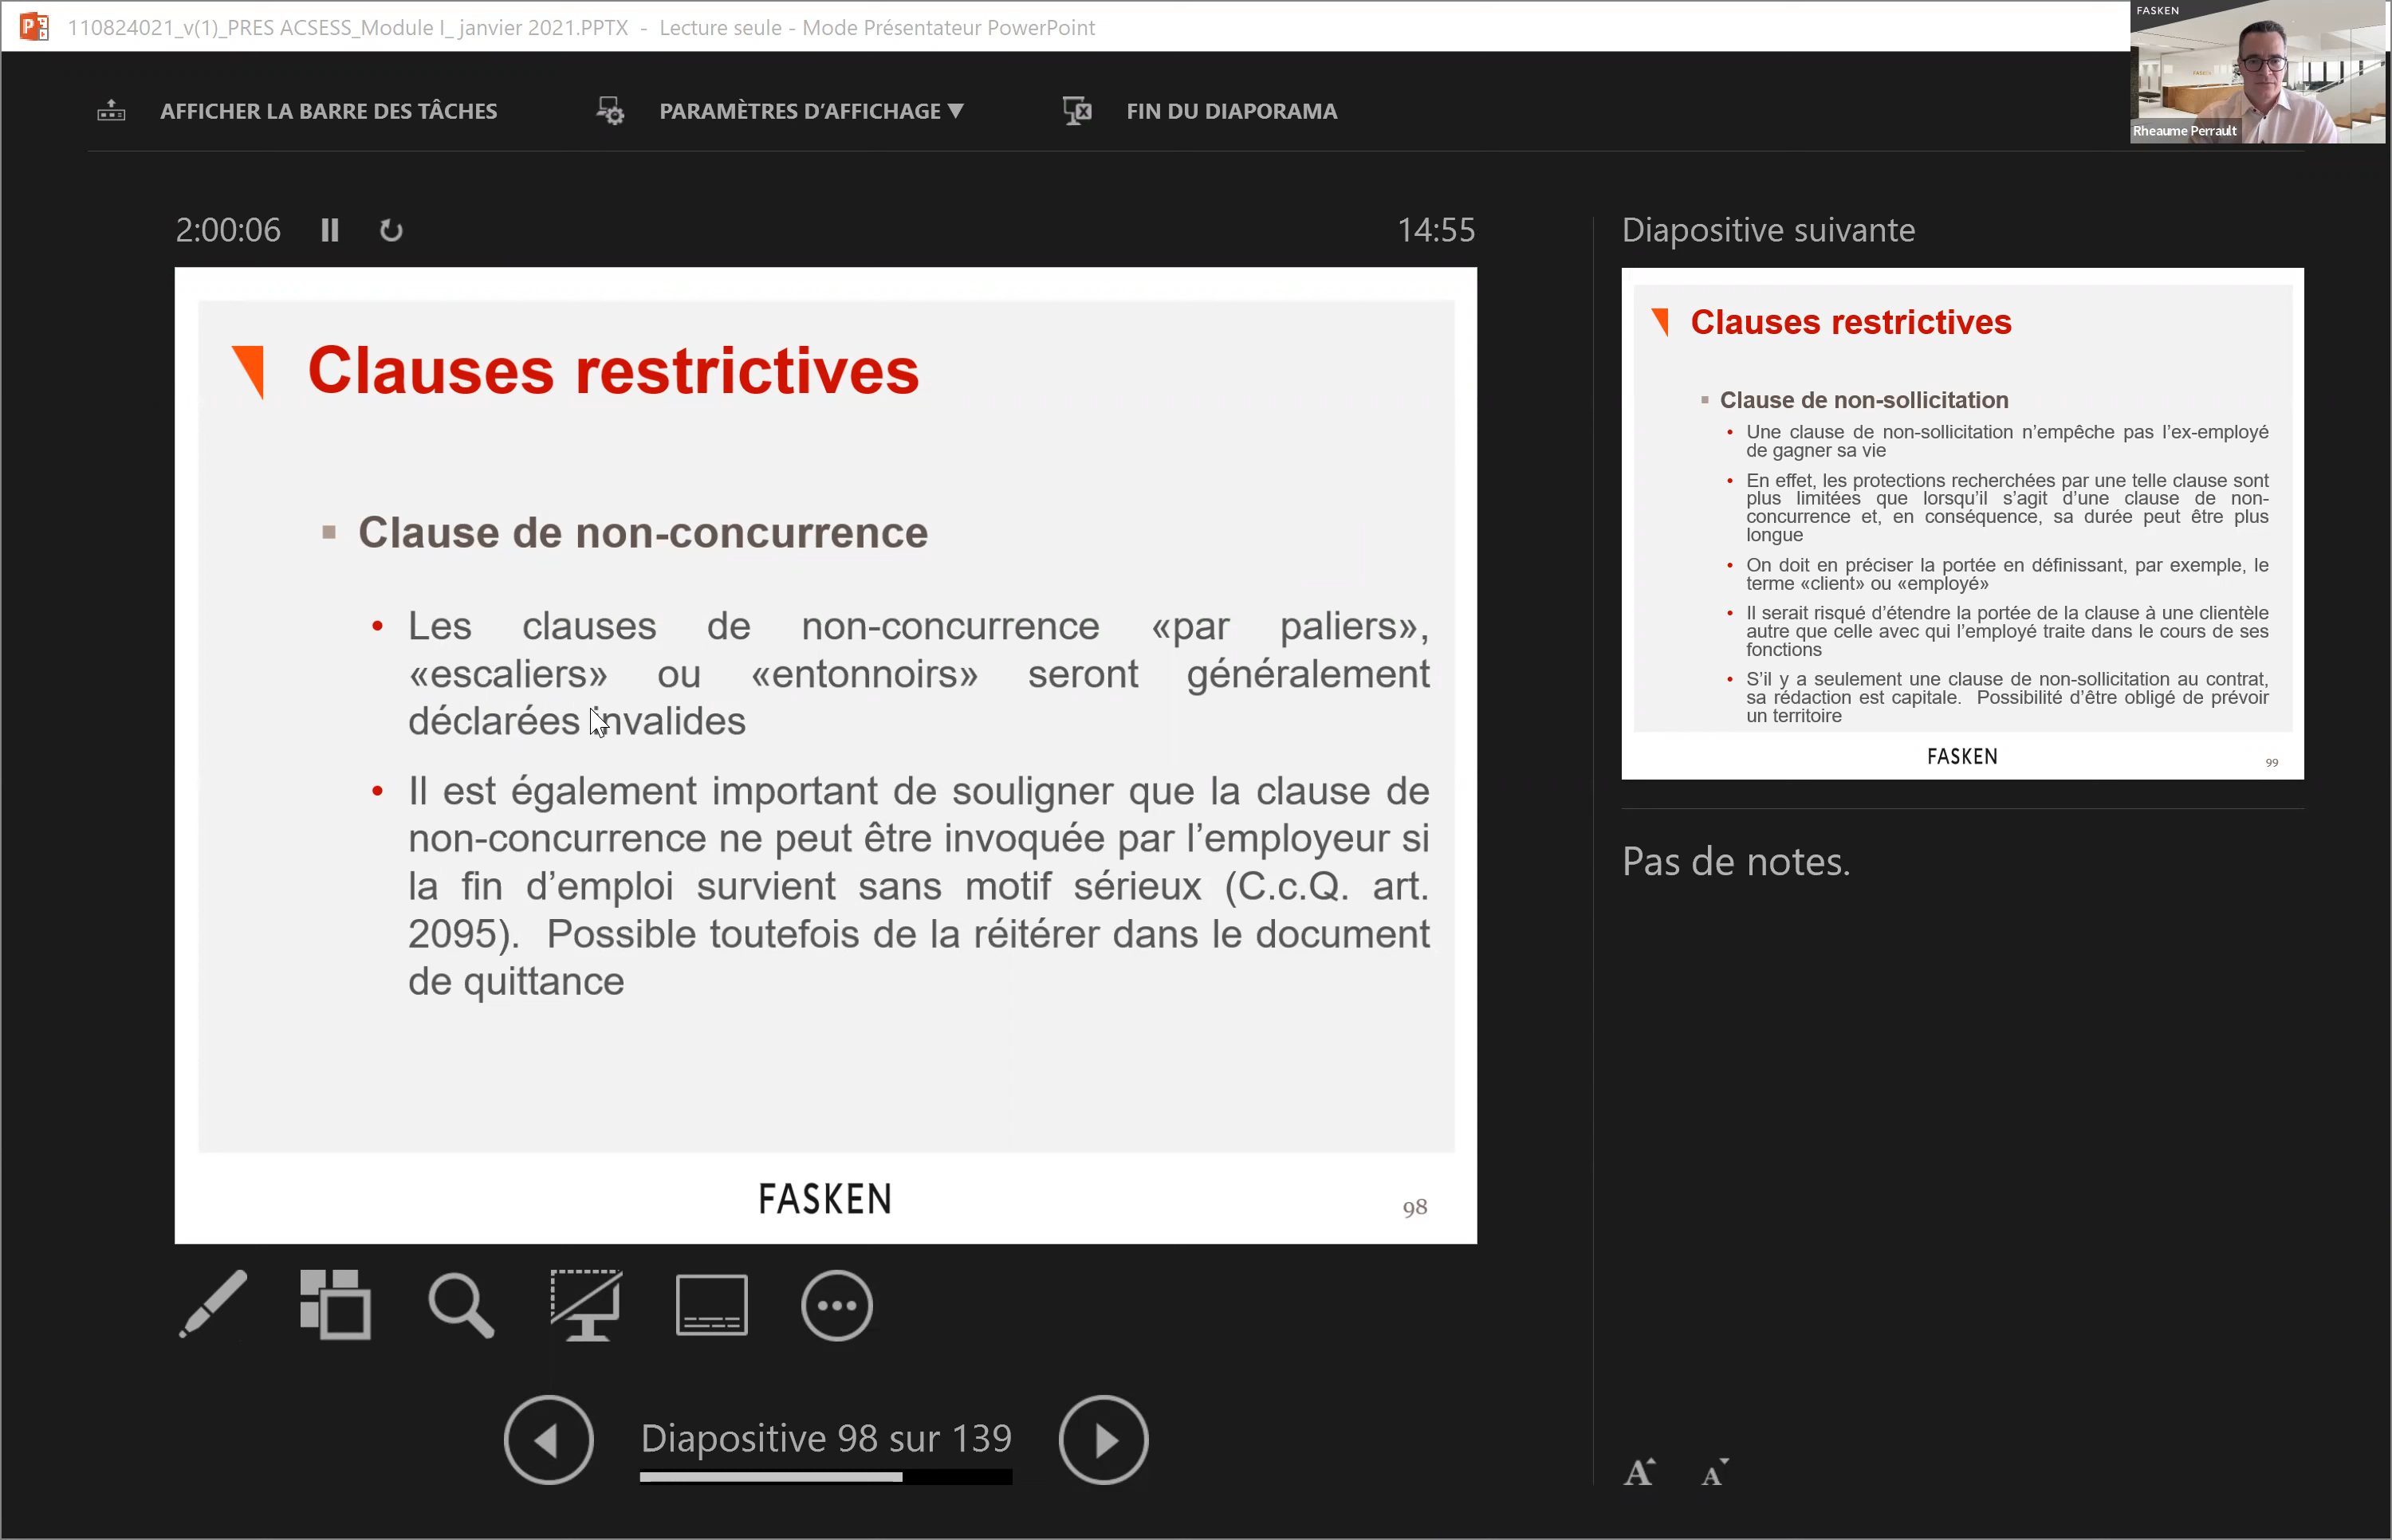 110824021_v(1)_PRES ACSESS_Module I_ janvier 2021.PPTX - Lecture seule - Mode Présentateur PowerPoint
FASKEN
Rheaume Perrault
AFFICHER LA BARRE DES TÂCHES
PARAMÈTRES D'AFFICHAGE
FIN DU DIAPORAMA
2:00:06
14:55
Clauses restrictives
Clause de non-concurrence
• Les clauses de non-concurrence «par paliers»,
«escaliers» ou «entonnoirs» seront généralement
déclarées invalides
• Il est également important de souligner que la clause de
non-concurrence ne peut être invoquée par l’employeur si
la fin d’emploi survient sans motif sérieux (C.c.Q. art.
2095). Possible toutefois de la réitérer dans le document
de quittance
FASKEN
98
Diapositive 98 sur 139
Diapositive suivante
Clauses restrictives
Clause de non-sollicitation
• Une clause de non-sollicitation n’empêche pas l’ex-employé
de gagner sa vie
• En effet, les protections recherchées par une telle clause sont
plus limitées que lorsqu’il s’agit d’une clause de non-
concurrence et, en conséquence, sa durée peut être plus
longue
• On doit en préciser la portée en définissant, par exemple, le
terme «client» ou «employé»
• Il serait risqué d’étendre la portée de la clause à une clientèle
autre que celle avec qui l’employé traite dans le cours de ses
fonctions
• S’il y a seulement une clause de non-sollicitation au contrat,
sa rédaction est capitale. Possibilité d’être obligé de prévoir
un territoire
FASKEN
99
Pas de notes.
A A